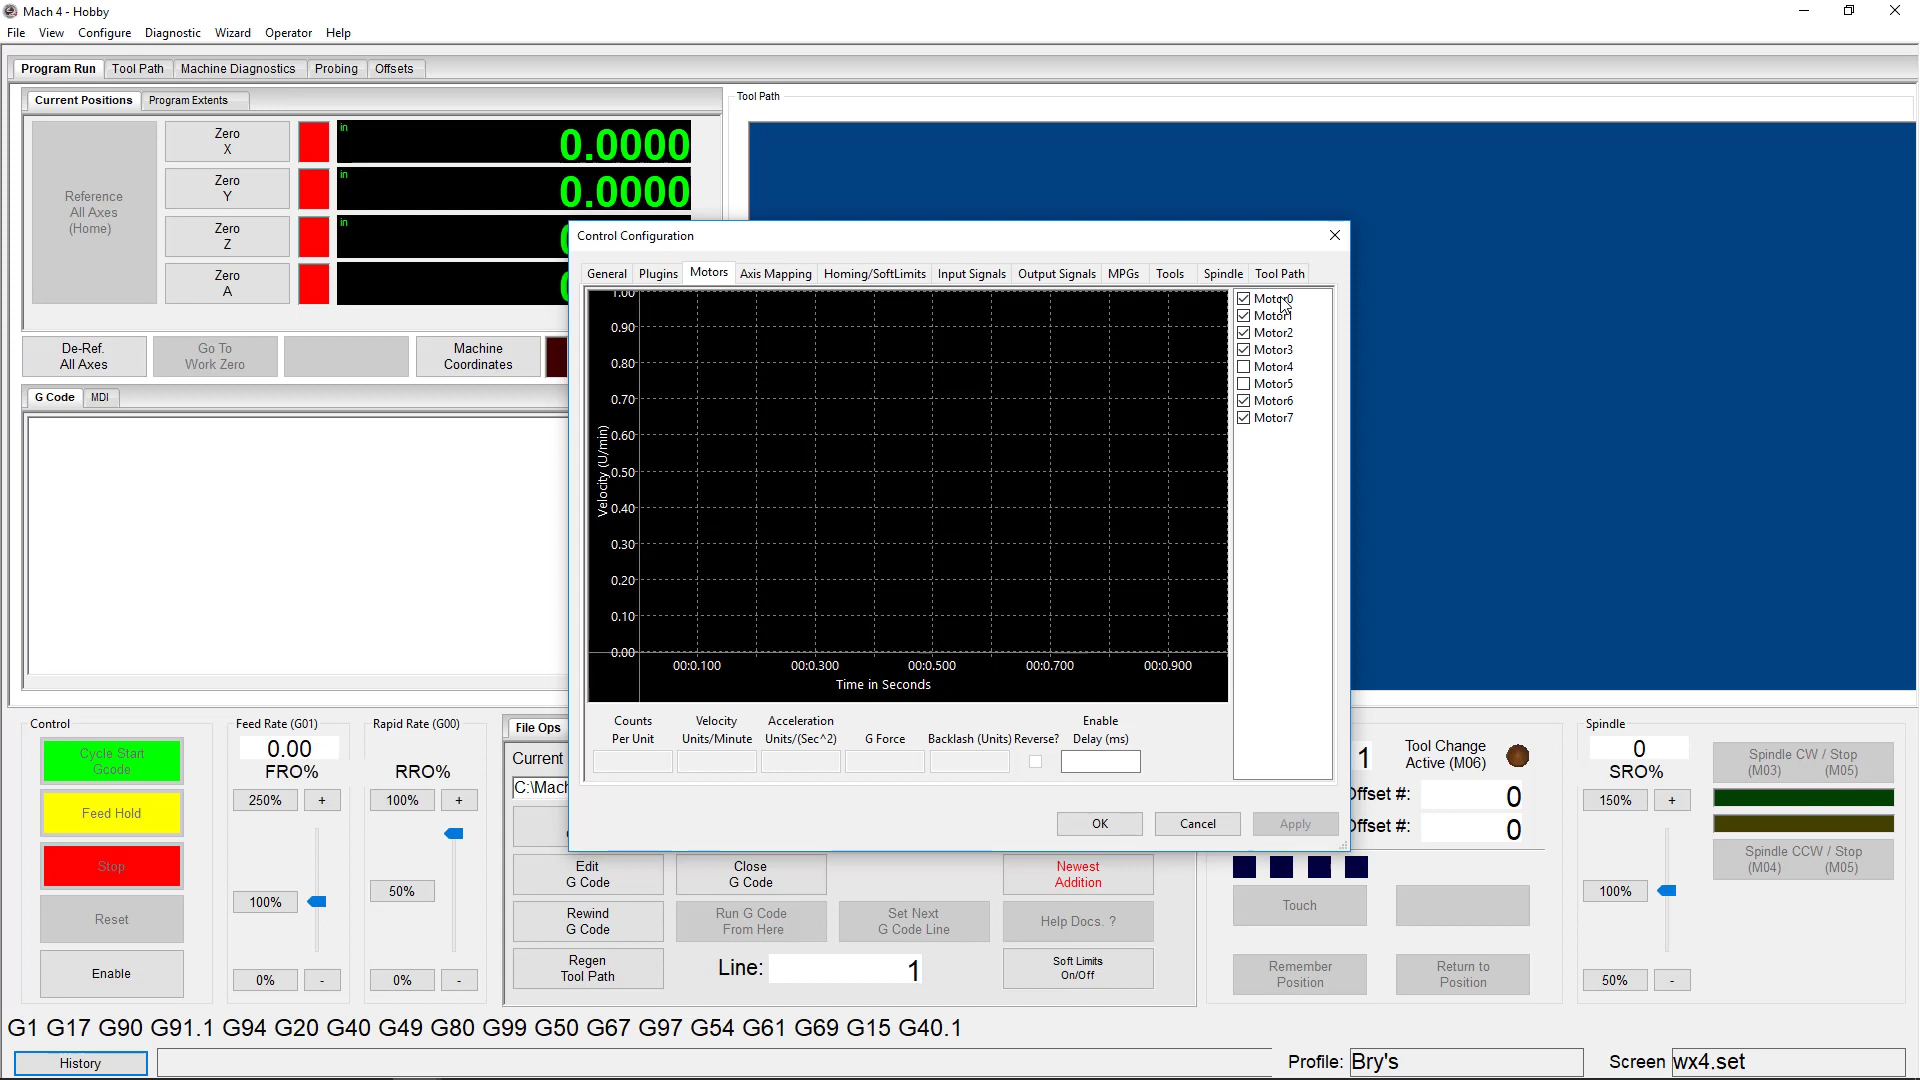 Mach 4 - Hobby
File View Configure Diagnostic Wizard Operator Help
Program Run Tool Path Machine Diagnostics Probing Offsets
Current Positions Program Extents
Tool Path
Reference
All Axes
(Home)
Zero
X
in
0.0000
Zero
Y
in
0.0000
Zero
Z
in
Zero
A
De-Ref.
All Axes
Go To
Work Zero
Machine
Coordinates
G Code MDI
Control Configuration
General Plugins Motors Axis Mapping Homing/SoftLimits Input Signals Output Signals MPGs Tools Spindle Tool Path
1.00
0.90
0.80
0.70
0.60
0.50
0.40
0.30
0.20
0.10
0.00
Velocity (U/min)
00:0.100 00:0.300 00:0.500 00:0.700 00:0.900
Time in Seconds
Motor0
Motor1
Motor2
Motor3
Motor4
Motor5
Motor6
Motor7
Counts
Per Unit
Velocity
Units/Minute
Acceleration
Units/(Sec^2)
G Force
Backlash (Units)
Reverse?
Enable
Delay (ms)
OK Cancel Apply
Control
Cycle Start
Gcode
Feed Hold
Stop
Reset
Enable
Feed Rate (G01)
0.00
FRO%
250% +
100%
0% -
Rapid Rate (G00)
RRO%
100% +
50%
0% -
File Ops
Current
C:\Mach
Edit
G Code
Close
G Code
Newest
Addition
Rewind
G Code
Run G Code
From Here
Set Next
G Code Line
Help Docs. ?
Regen
Tool Path
Line: 1
Soft Limits
On/Off
1
Tool Change
Active (M06)
Offset #: 0
Offset #: 0
Touch
Remember
Position
Return to
Position
Spindle
0
SRO%
150% +
100%
50% -
Spindle CW / Stop
(M03) (M05)
Spindle CCW / Stop
(M04) (M05)
G1 G17 G90 G91.1 G94 G20 G40 G49 G80 G99 G50 G67 G97 G54 G61 G69 G15 G40.1
History
Profile: Bry's
Screen wx4.set